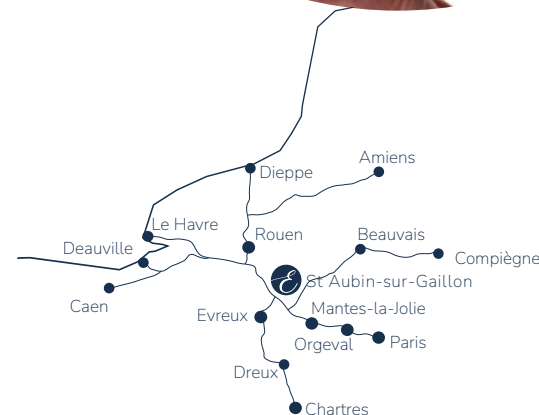 Amiens
Dieppe
Le Havre
Rouen
Beauvais
Deauville
Compiègne
ℰ St Aubin-sur-Gaillon
Caen
Mantes-la-Jolie
Evreux
Orgeval
Paris
Dreux
Chartres